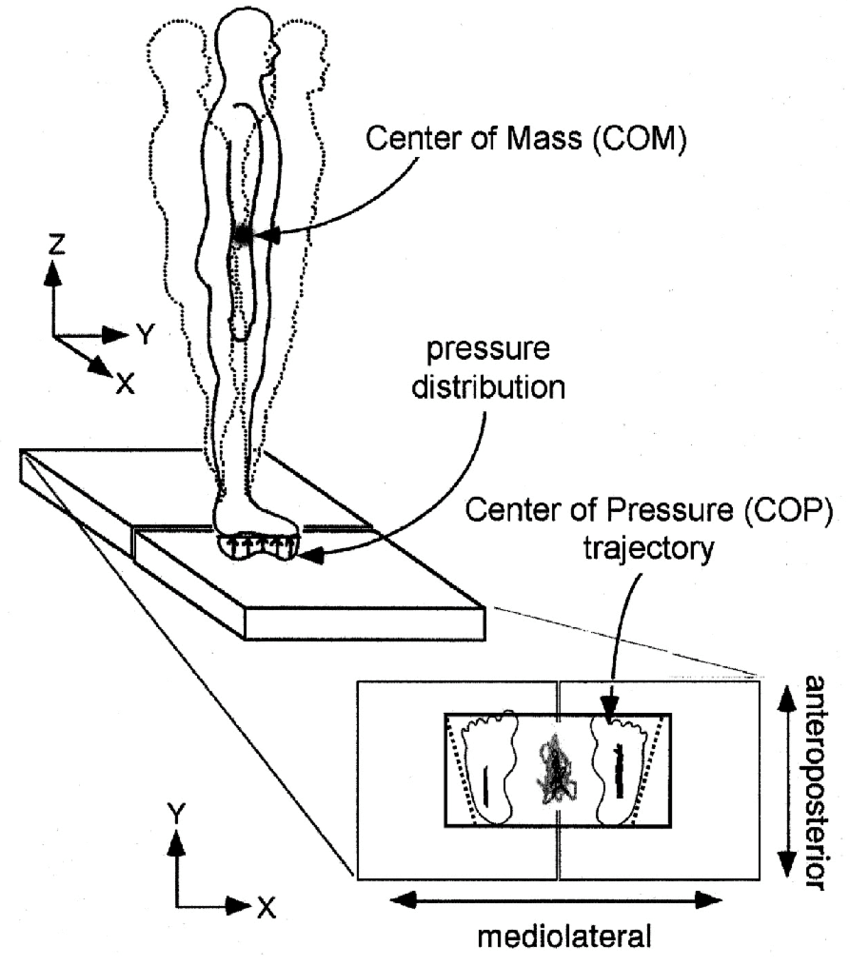 Center of Mass (COM)
Z
Y
X
pressure
distribution
Center of Pressure (COP)
trajectory
anteroposterior
Y
X
mediolateral